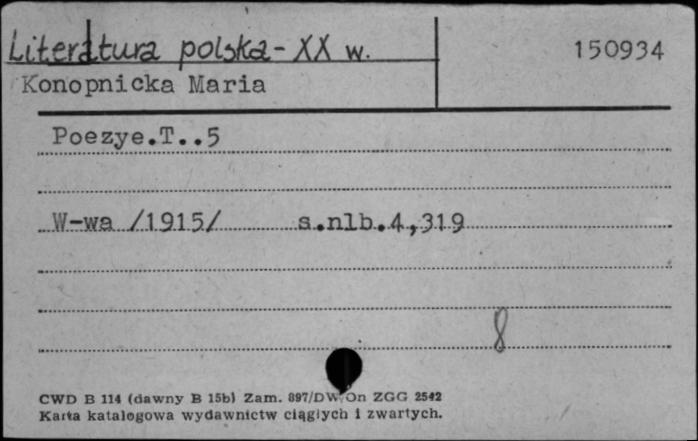 Literatura polska - XX w.
150934
Konopnicka Maria
Poezye.T..5
W-wa /1915/ s.nlb.4,319
8
CWD B 114 (dawny B 15b) Zam. 897/DW/On ZGG 2542
Karta katalogowa wydawnictw ciągłych i zwartych.